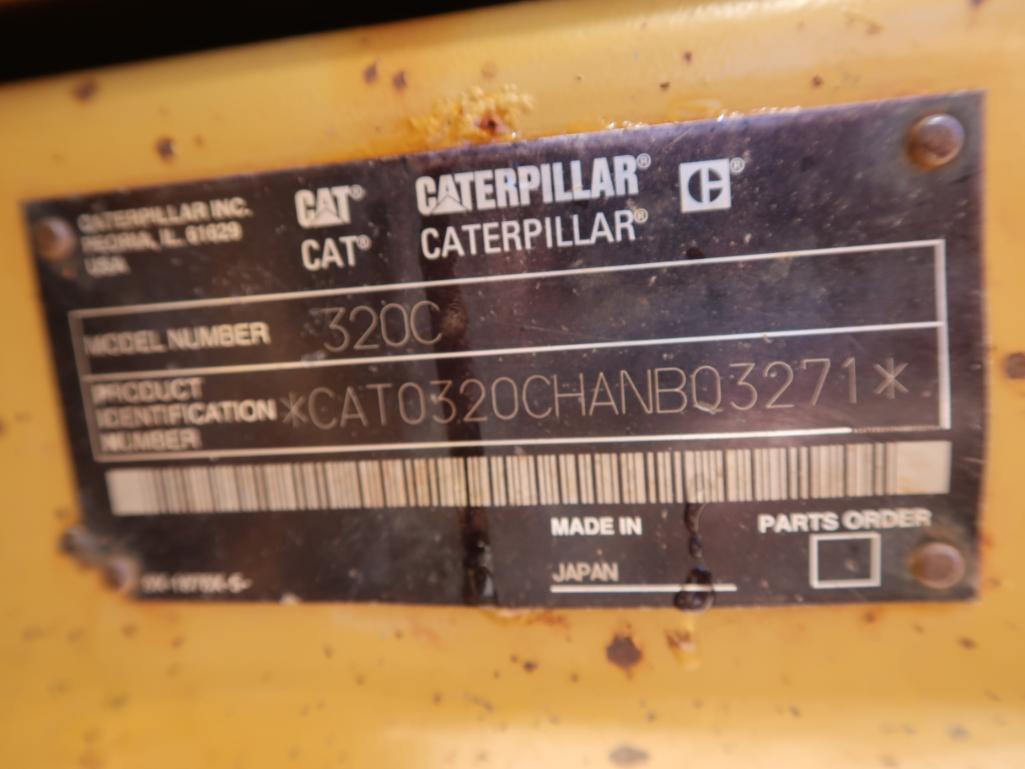 CATERPILLAR INC.
PEORIA, IL. 61629
USA
CAT® CATERPILLAR® C®
CAT® CATERPILLAR®
MODEL NUMBER 320C
PRODUCT
IDENTIFICATION *CAT0320CHANB03271*
NUMBER
MADE IN PARTS ORDER
JAPAN